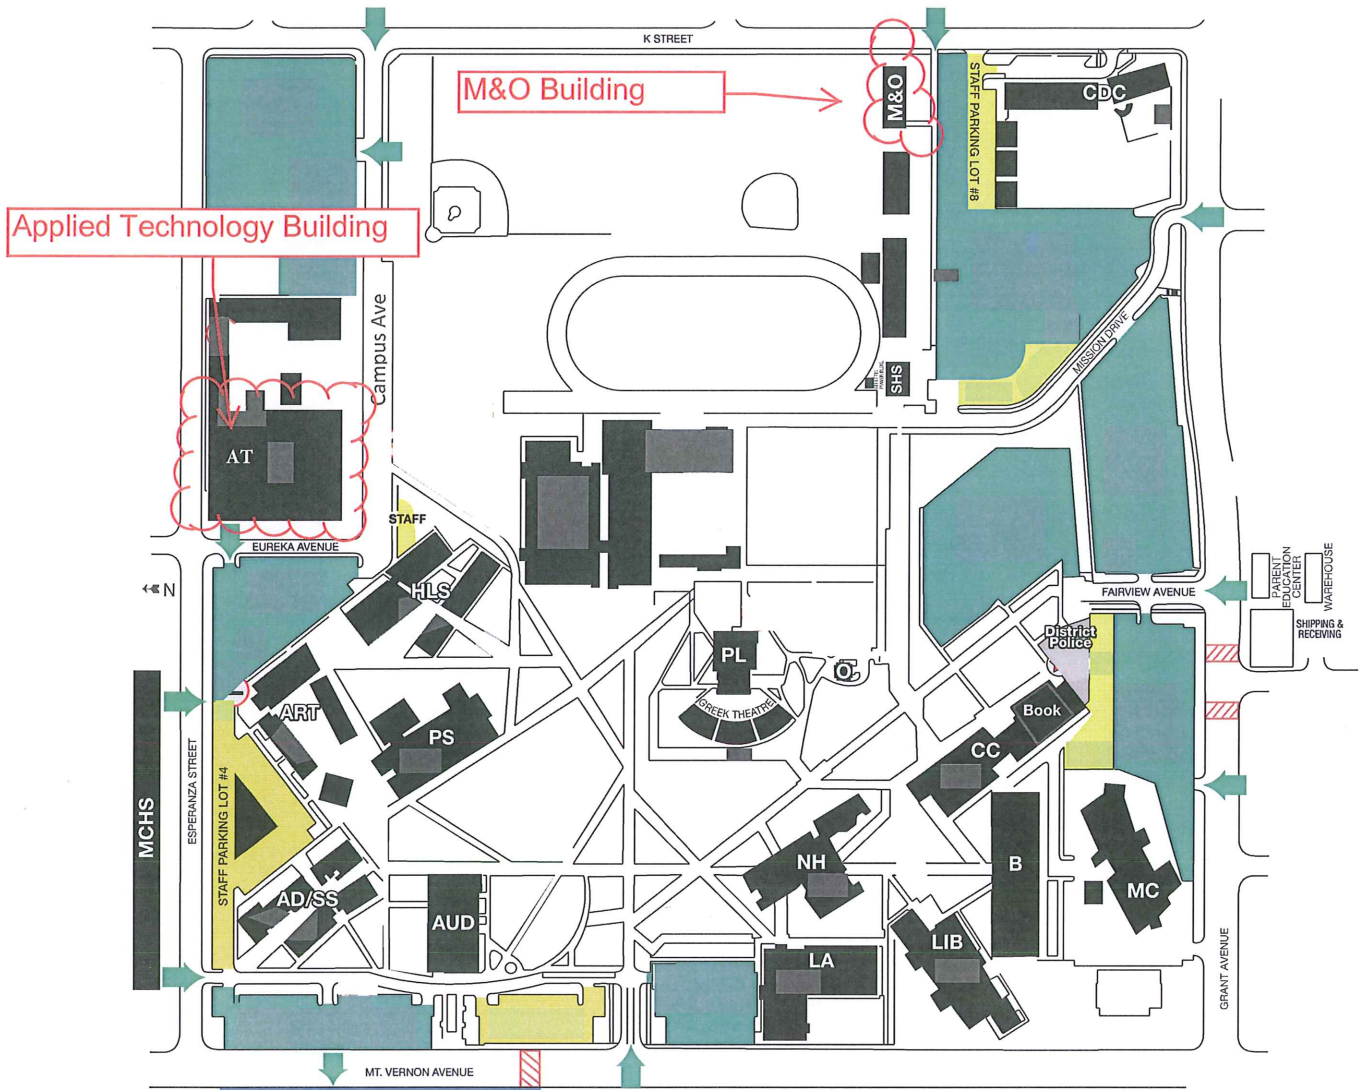 K STREET
M&O Building
M&O
STAFF PARKING LOT #8
CDC
Applied Technology Building
Campus Ave
MISSION DRIVE
SHS
AT
STAFF
EUREKA AVENUE
N
HLS
FAIRVIEW AVENUE
PARENT
EDUCATION
CENTER
WAREHOUSE
SHIPPING &
RECEIVING
District
Police
PL
O
GREEK THEATRE
ART
PS
Book
CC
MCHS
ESPERANZA STREET
STAFF PARKING LOT #4
NH
B
MC
AD/SS
AUD
LIB
LA
GRANT AVENUE
MT. VERNON AVENUE